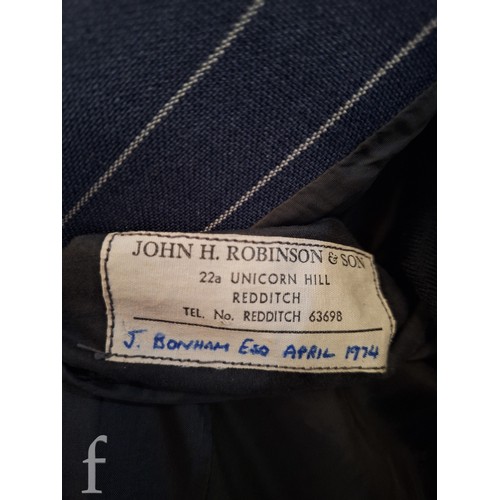 JOHN H. ROBINSON & SON
22a UNICORN HILL
REDDITCH
TEL. No. REDDITCH 63698
J. BONHAM ESQ APRIL 1974
f